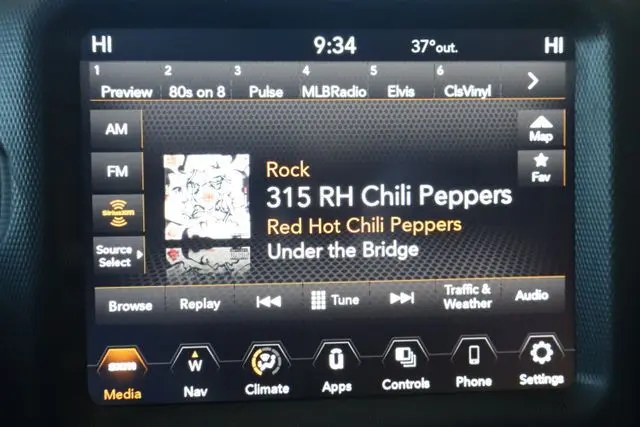 HI 9:34 37°out. HI
1 2 3 4 5 6
Preview 80s on 8 Pulse MLBRadio Elvis ClsVinyl
AM
Map
FM
Fav
Rock
SiriusXM
315 RH Chili Peppers
Red Hot Chili Peppers
Source
Select
Under the Bridge
Browse Replay Tune Traffic &
Weather Audio
W
SXM
Media Nav Climate Apps Controls Phone Settings